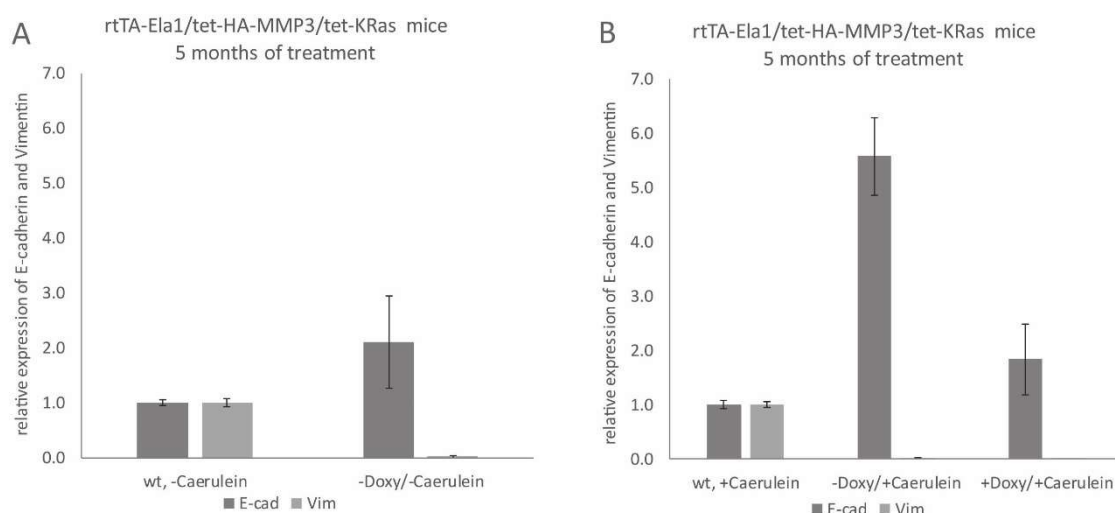 A
rtTA-Ela1/tet-HA-MMP3/tet-KRas mice
5 months of treatment
relative expression of E-cadherin and Vimentin
7.0
6.0
5.0
4.0
3.0
2.0
1.0
0.0
wt, -Caerulein
-Doxy/-Caerulein
E-cad
Vim
B
rtTA-Ela1/tet-HA-MMP3/tet-KRas mice
5 months of treatment
relative expression of E-cadherin and Vimentin
7.0
6.0
5.0
4.0
3.0
2.0
1.0
0.0
wt, +Caerulein
-Doxy/+Caerulein
+Doxy/+Caerulein
E-cad
Vim